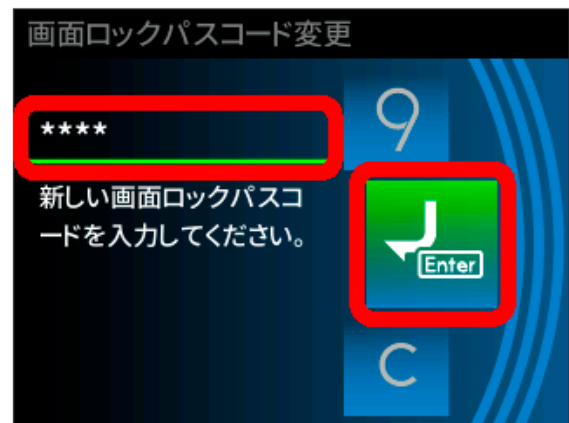 画面ロックパスコード変更
9
****
新しい画面ロックパスコ
ードを入力してください。
Enter
C